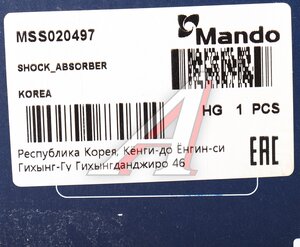 MSS020497
Mando
SHOCK_ABSORBER
KOREA
HG 1 PCS
Республика Корея, Кенги-до Енгин-си
Гихынг-Гу Гихынгданджиро 46
EAC